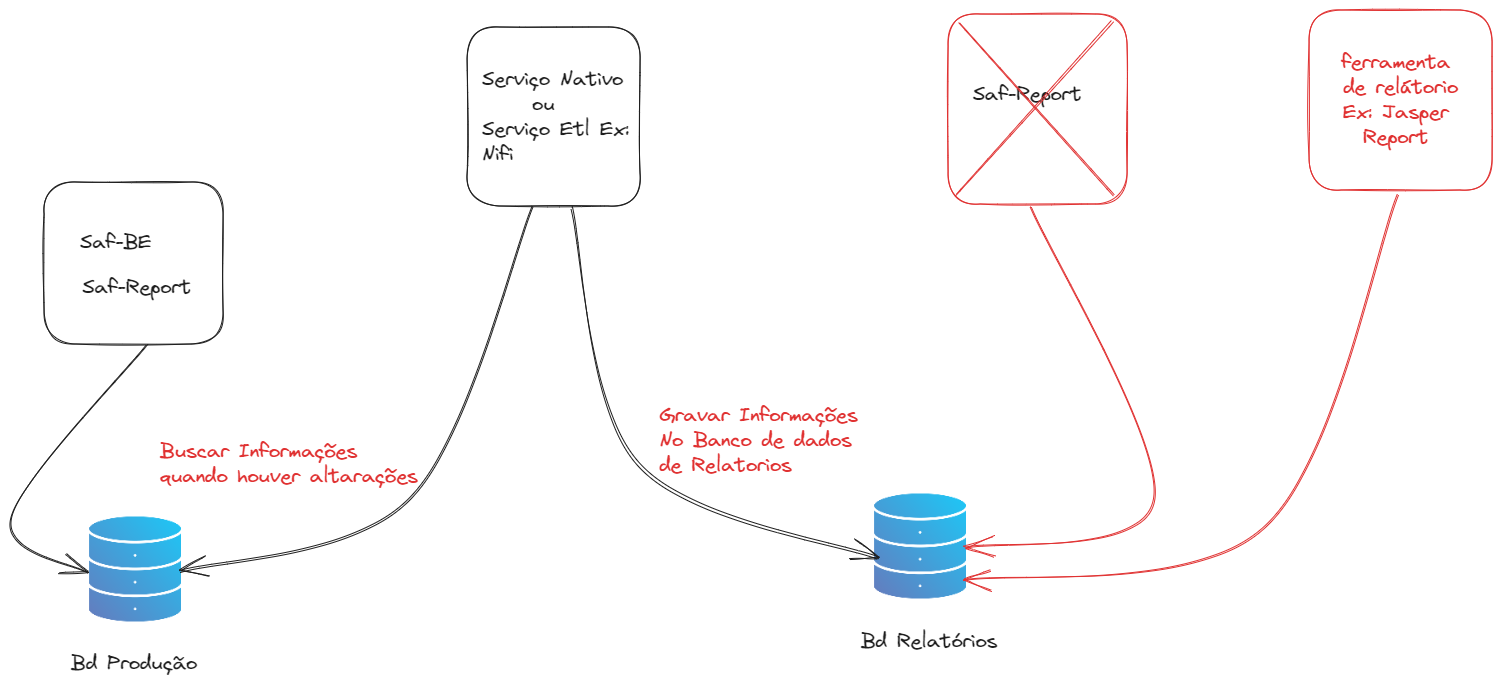 Serviço Nativo
ou
Serviço Etl Ex:
Nifi
Saf-Report
ferramenta
de relátorio
Ex: Jasper
Report
Saf-BE
Saf-Report
Buscar Informações
quando houver altarações
Gravar Informações
No Banco de dados
de Relatorios
Bd Produção
Bd Relatórios